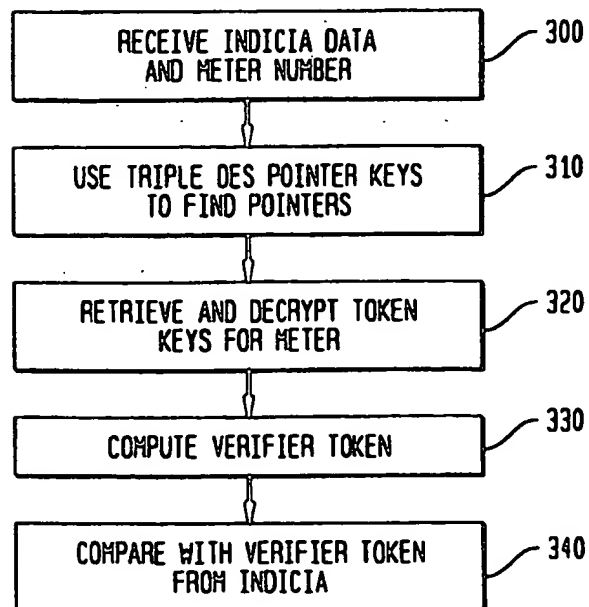 RECEIVE INDICIA DATA
AND METER NUMBER
300
USE TRIPLE DES POINTER KEYS
TO FIND POINTERS
310
RETRIEVE AND DECRYPT TOKEN
KEYS FOR METER
320
COMPUTE VERIFIER TOKEN
330
COMPARE WITH VERIFIER TOKEN
FROM INDICIA
340